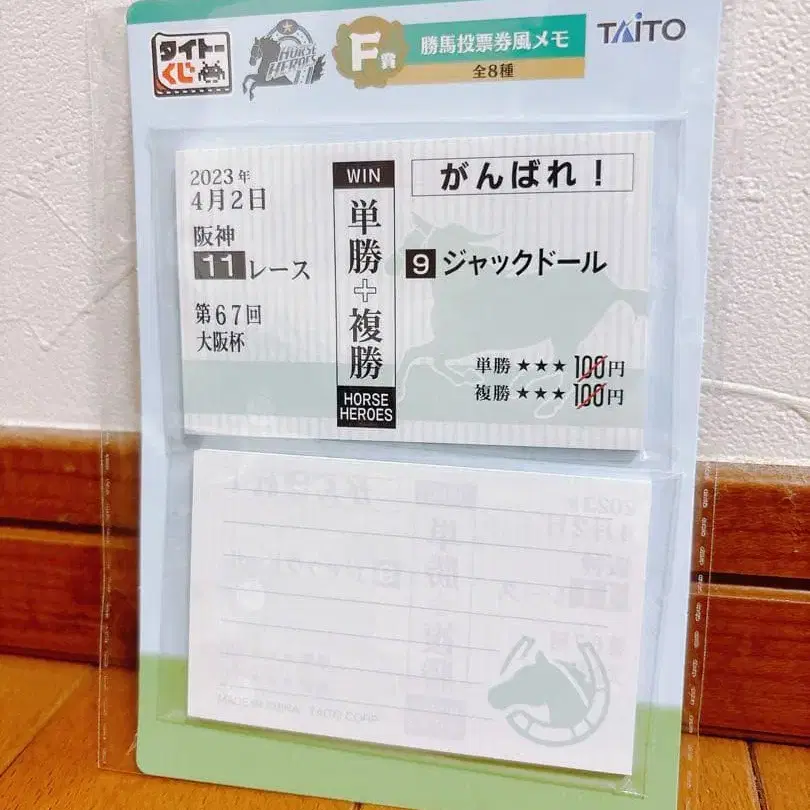 タイトー
くじ
HORSE
HEROES
F賞
勝馬投票券風メモ
全8種
TAITO
2023年
4月2日
阪神
11レース
第67回
大阪杯
WIN
単勝+複勝
HORSE
HEROES
がんばれ!
9 ジャックドール
単勝★★★100円
複勝★★★100円
MADE IN CHINA TAITO CORP.